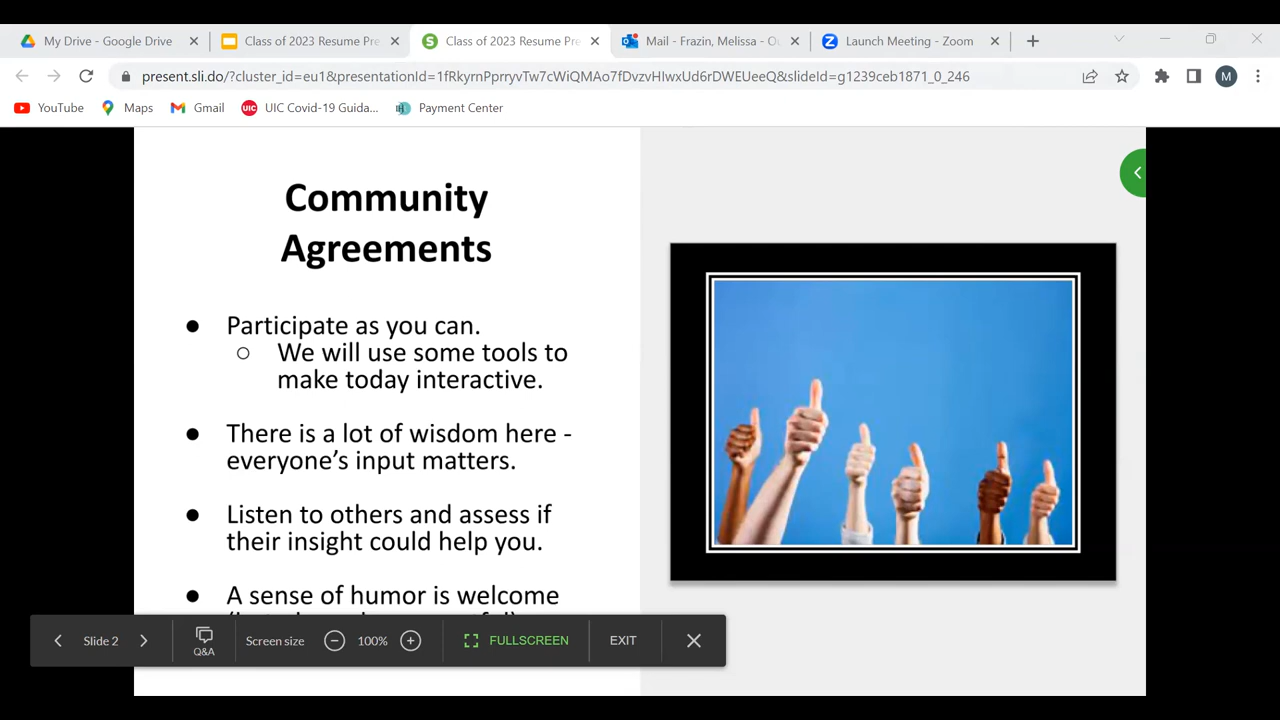 My Drive - Google Drive
Class of 2023 Resume Pre
S Class of 2023 Resume Pre
Mail - Frazin, Melissa - Ou
Launch Meeting - Zoom
present.sli.do/?cluster_id=eu1&presentationId=1fRkyrnPprryvTw7cWiQMAo7fDvzvHIwxUd6rDWEUeeQ&slideId=g1239ceb1871_0_246
M
YouTube
Maps
Gmail
UIC UIC Covid-19 Guida...
Payment Center
Community
Agreements
● Participate as you can.
○ We will use some tools to
make today interactive.
● There is a lot of wisdom here -
everyone’s input matters.
● Listen to others and assess if
their insight could help you.
● A sense of humor is welcome
Slide 2
Q&A
Screen size
100%
FULLSCREEN
EXIT